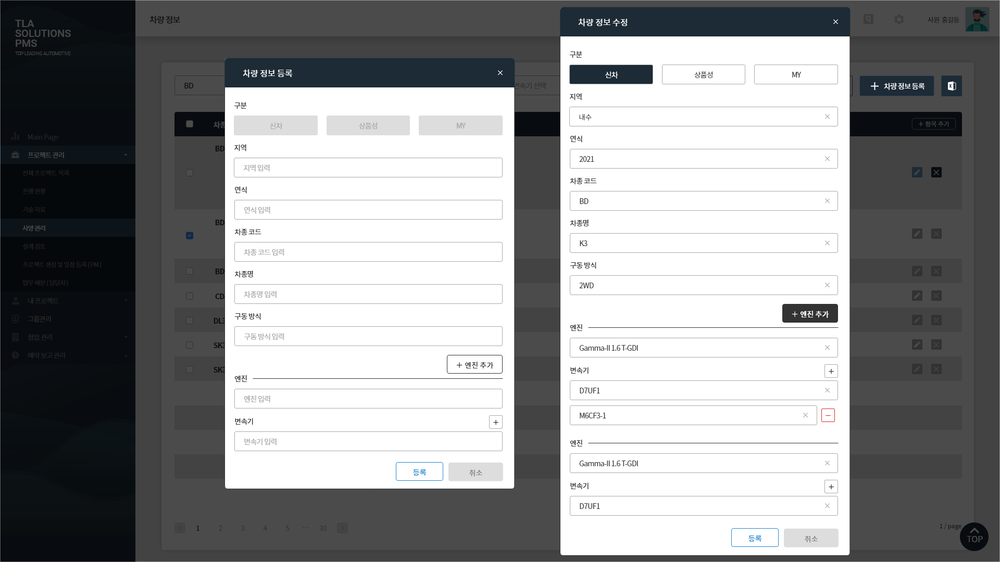 TLA
SOLUTIONS
PMS
TOP LEADING AUTOMOTIVE
Main Page
프로젝트 관리
전체 프로젝트 목록
진행 현황
기술 자료
사양 관리
설계 검토
프로젝트 생성 및 일정 등록 ( PM )
업무 배분 ( 담당자 )
내 프로젝트
그룹관리
협업 관리
예약 보고 관리
차량 정보
사원 홍길동
BD
변속기 선택
차량 정보 등록
+ 항목 추가
BD
BD
BD
CD
1 2 3 4 5 ··· 30
1 / page
TOP
차량 정보 등록
구분
신차 상품성 MY
지역
지역 입력
연식
연식 입력
차종 코드
차종 코드 입력
차종명
차종명 입력
구동 방식
구동 방식 입력
+ 엔진 추가
엔진
엔진 입력
변속기
변속기 입력
등록 취소
차량 정보 수정
구분
신차 상품성 MY
지역
내수
연식
2021
차종 코드
BD
차종명
K3
구동 방식
2WD
+ 엔진 추가
엔진
Gamma-II 1.6 T-GDI
변속기
D7UF1
M6CF3-1
엔진
Gamma-II 1.6 T-GDI
변속기
D7UF1
등록 취소